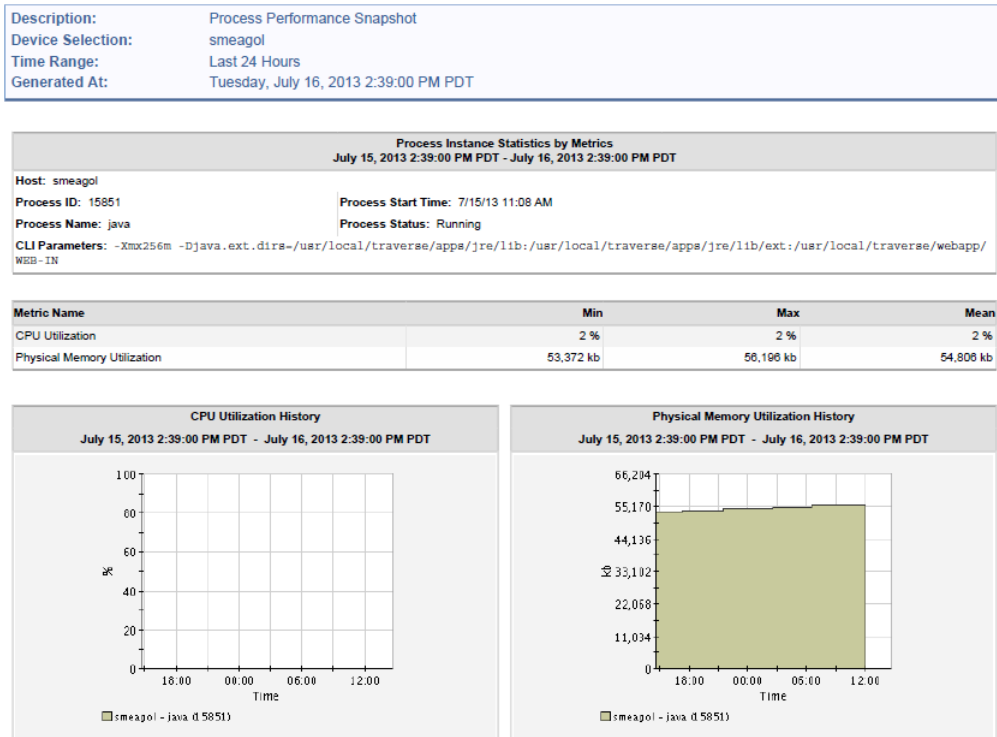 Description: Process Performance Snapshot
Device Selection: smeagol
Time Range: Last 24 Hours
Generated At: Tuesday, July 16, 2013 2:39:00 PM PDT
Process Instance Statistics by Metrics
July 15, 2013 2:39:00 PM PDT - July 16, 2013 2:39:00 PM PDT
Host: smeagol
Process ID: 15851 Process Start Time: 7/15/13 11:08 AM
Process Name: java Process Status: Running
CLI Parameters: -Xmx256m -Djava.ext.dirs=/usr/local/traverse/apps/jre/lib:/usr/local/traverse/apps/jre/lib/ext:/usr/local/traverse/webapp/
WEB-IN
Metric Name Min Max Mean
CPU Utilization 2 % 2 % 2 %
Physical Memory Utilization 53,372 kb 56,196 kb 54,806 kb
CPU Utilization History
July 15, 2013 2:39:00 PM PDT - July 16, 2013 2:39:00 PM PDT
100
80
60
%
40
20
0
18:00 00:00 06:00 12:00
Time
smeagol - java (15851)
Physical Memory Utilization History
July 15, 2013 2:39:00 PM PDT - July 16, 2013 2:39:00 PM PDT
66,204
55,170
44,136
Kb
33,102
22,068
11,034
0
18:00 00:00 06:00 12:00
Time
smeagol - java (15851)